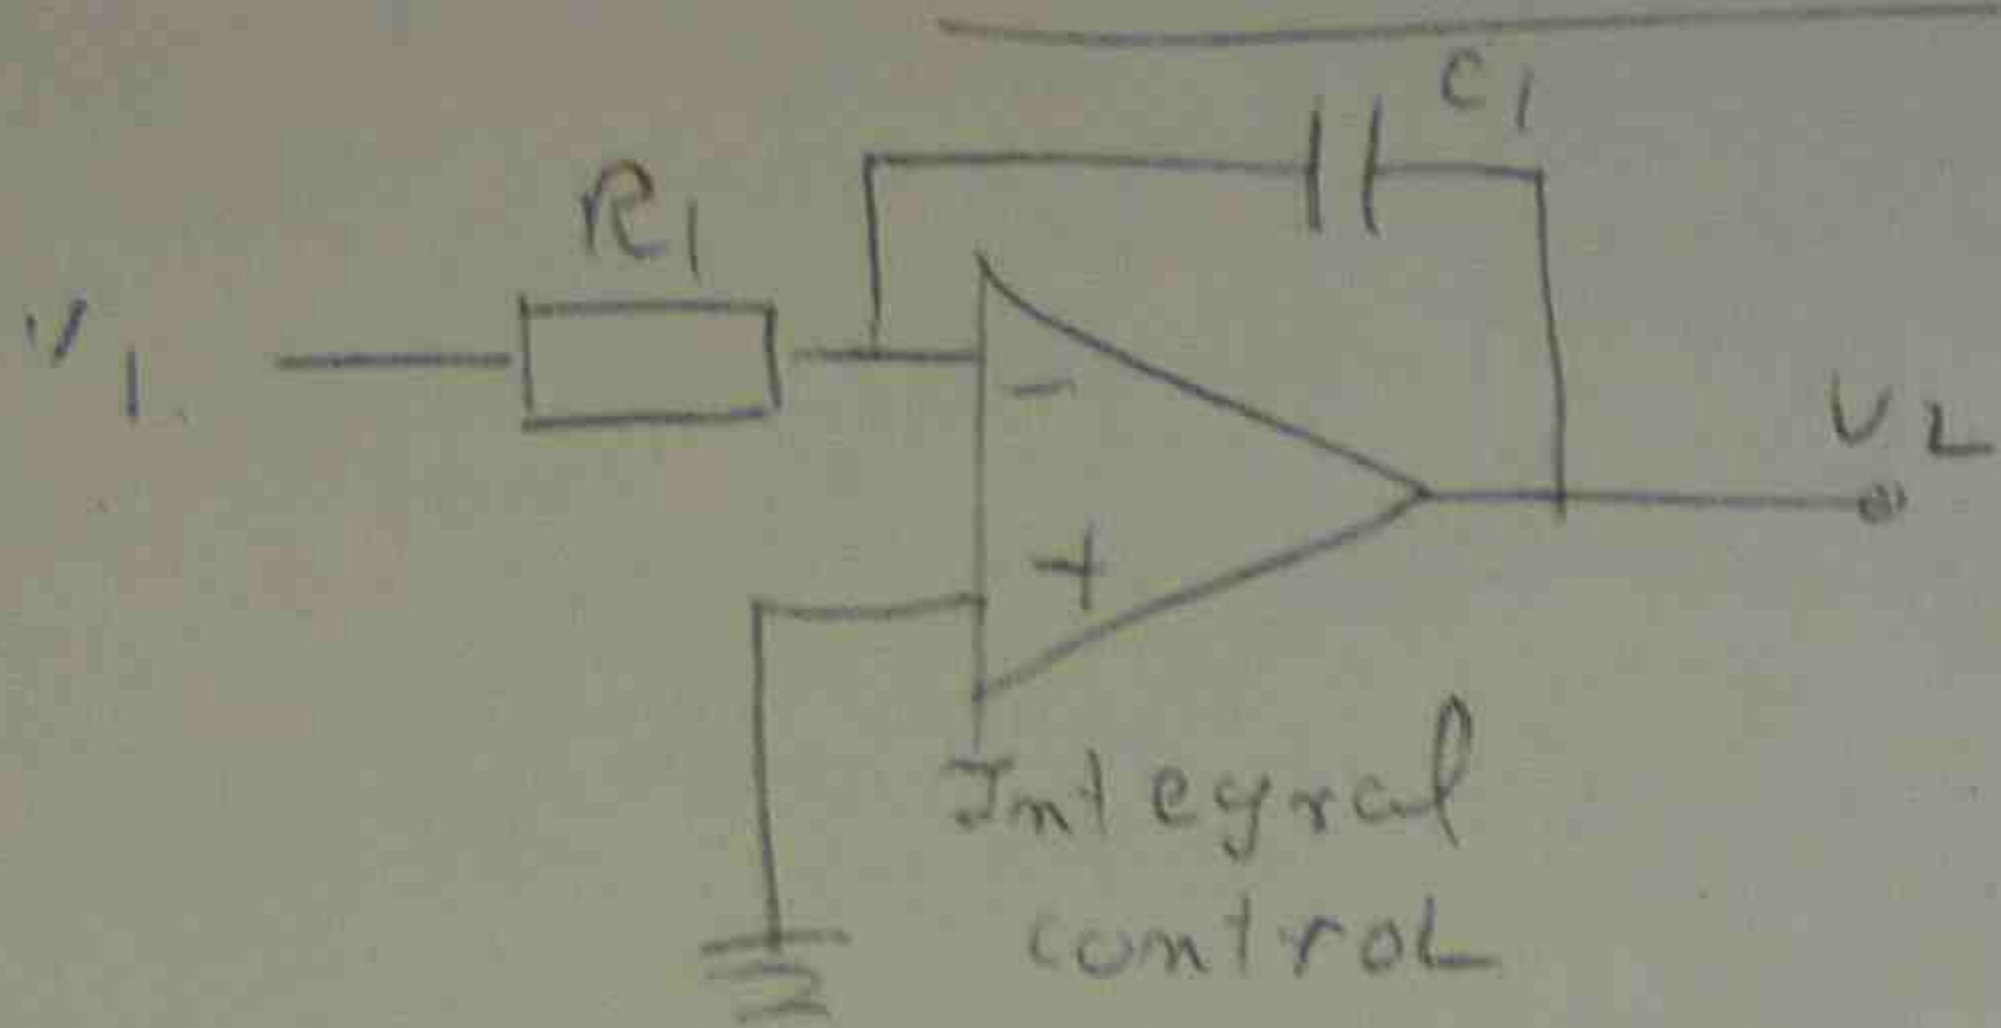 C1
R1
V1
V2
-
+
Integral
control